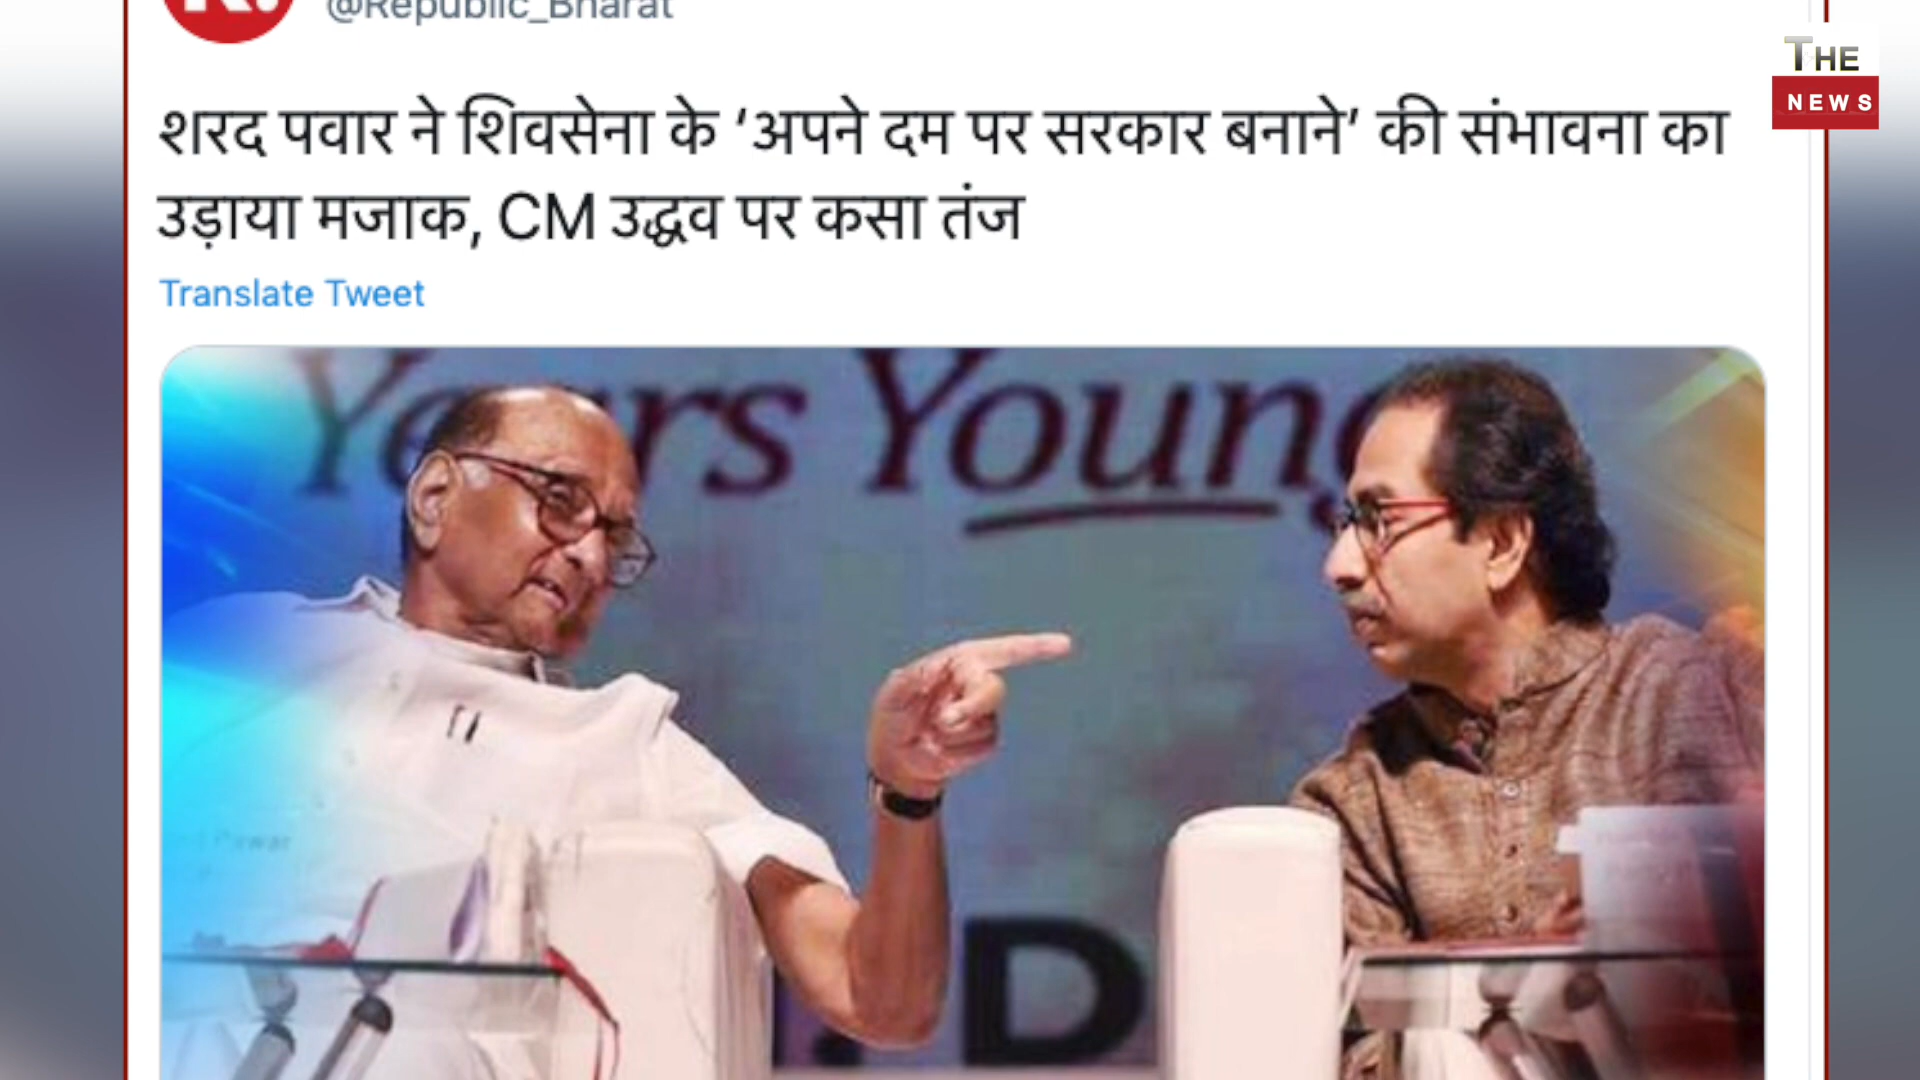 @Republic_Bharat
THE
NEWS
शरद पवार ने शिवसेना के ‘अपने दम पर सरकार बनाने’ की संभावना का
उड़ाया मजाक, CM उद्धव पर कसा तंज
Translate Tweet
Years Young
D